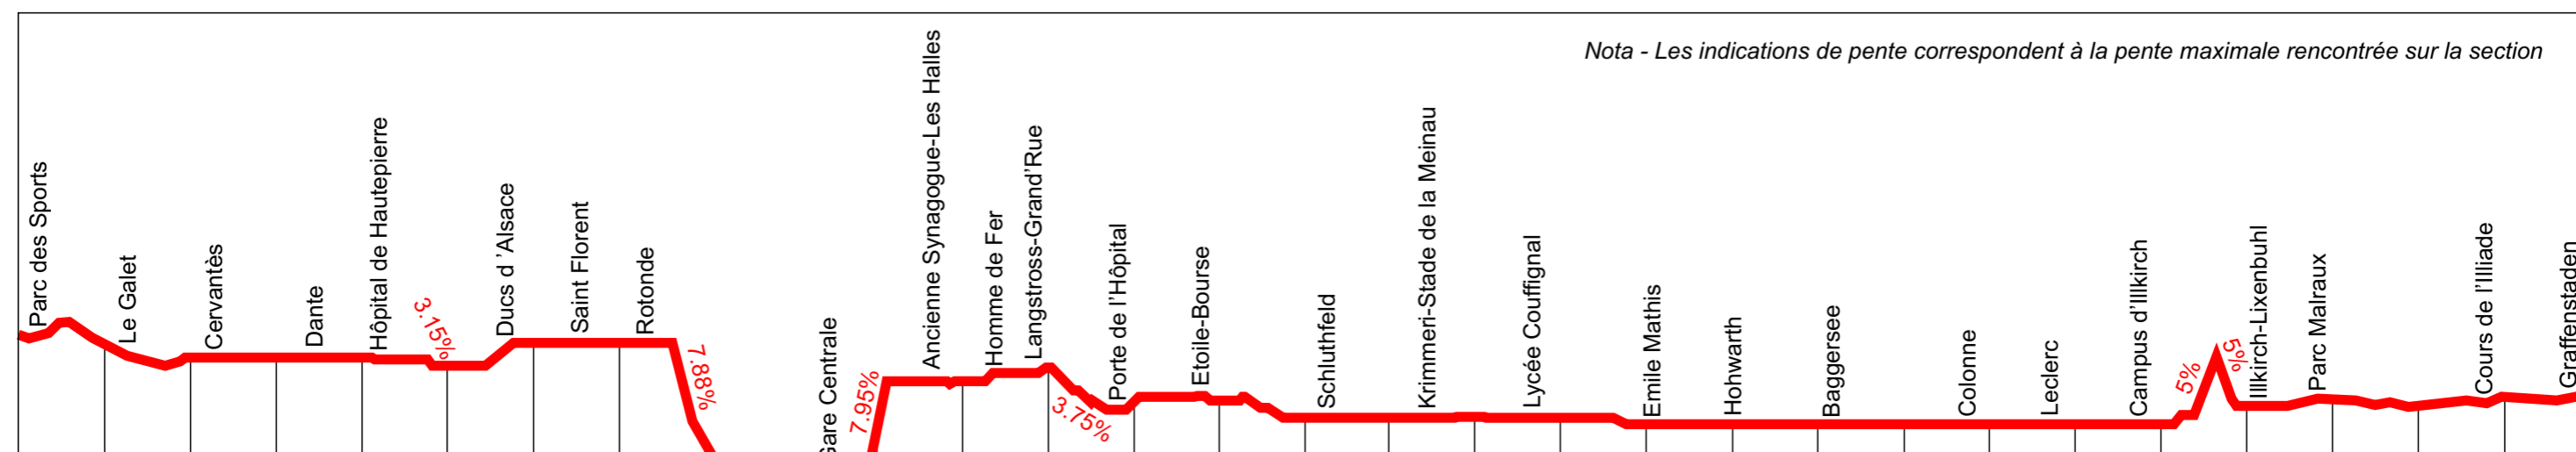 Nota - Les indications de pente correspondent à la pente maximale rencontrée sur la section
Parc des Sports
Le Galet
Cervantès
Dante
Hôpital de Hautepierre
3.15%
Ducs d ’Alsace
Saint Florent
Rotonde
7.88%
Gare Centrale
7.95%
Ancienne Synagogue-Les Halles
Homme de Fer
Langstross-Grand’Rue
3.75%
Porte de l’Hôpital
Etoile-Bourse
Schluthfeld
Krimmeri-Stade de la Meinau
Lycée Couffignal
Emile Mathis
Hohwarth
Baggersee
Colonne
Leclerc
Campus d’Illkirch
5%
5%
Illkirch-Lixenbuhl
Parc Malraux
Cours de l’Illiade
Graffenstaden